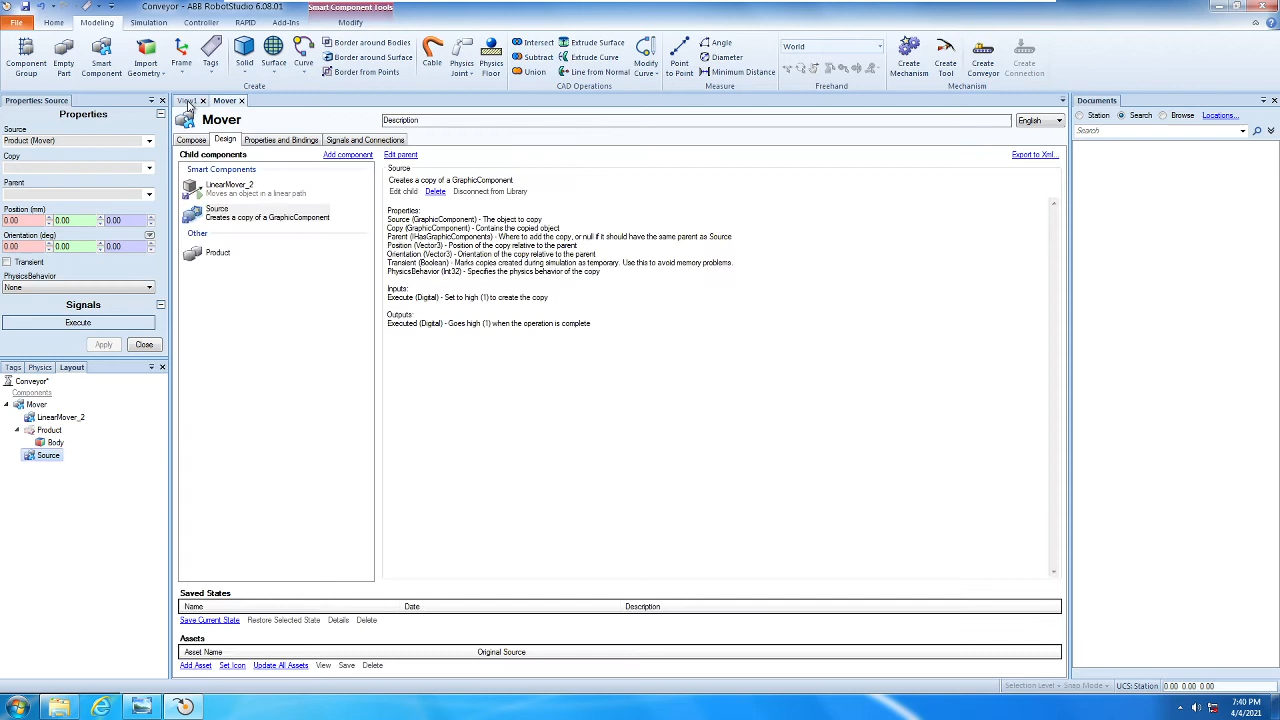 Conveyor - ABB RobotStudio 6.08.01
Smart Component Tools
File
Home
Modeling
Simulation
Controller
RAPID
Add-Ins
Modify
Component Group
Empty Part
Smart Component
Import Geometry
Frame
Tags
Solid
Surface
Curve
Border around Bodies
Border around Surface
Border from Points
Cable
Physics Joint
Physics Floor
Intersect
Subtract
Union
Extrude Surface
Extrude Curve
Line from Normal
Modify Curve
Point to Point
Angle
Diameter
Minimum Distance
World
Create Mechanism
Create Tool
Create Conveyor
Create Connection
Create
CAD Operations
Measure
Freehand
Mechanism
Properties: Source
Properties
Source
Product (Mover)
Copy
Parent
Position (mm)
0.00
0.00
0.00
Orientation (deg)
0.00
0.00
0.00
Transient
PhysicsBehavior
None
Signals
Execute
Apply
Close
Tags
Physics
Layout
Conveyor*
Components
Mover
LinearMover_2
Product
Body
Source
View1
Mover
Mover
Description
English
Compose
Design
Properties and Bindings
Signals and Connections
Child components
Add component
Edit parent
Export to Xml...
Smart Components
LinearMover_2
Moves an object in a linear path
Source
Creates a copy of a GraphicComponent
Other
Product
Source
Creates a copy of a GraphicComponent
Edit child
Delete
Disconnect from Library
Properties:
Source (GraphicComponent) - The object to copy
Copy (GraphicComponent) - Contains the copied object
Parent (IHasGraphicComponents) - Where to add the copy, or null if it should have the same parent as Source
Position (Vector3) - Position of the copy relative to the parent
Orientation (Vector3) - Orientation of the copy relative to the parent
Transient (Boolean) - Marks copies created during simulation as temporary. Use this to avoid memory problems.
PhysicsBehavior (Int32) - Specifies the physics behavior of the copy
Inputs:
Execute (Digital) - Set to high (1) to create the copy
Outputs:
Executed (Digital) - Goes high (1) when the operation is complete
Saved States
Name
Date
Description
Save Current State
Restore Selected State
Details
Delete
Assets
Asset Name
Original Source
Add Asset
Set Icon
Update All Assets
View
Save
Delete
Documents
Station
Search
Browse
Locations...
Search
Selection Level
Snap Mode
UCS: Station
0.00 0.00 0.00
7:40 PM
4/4/2021